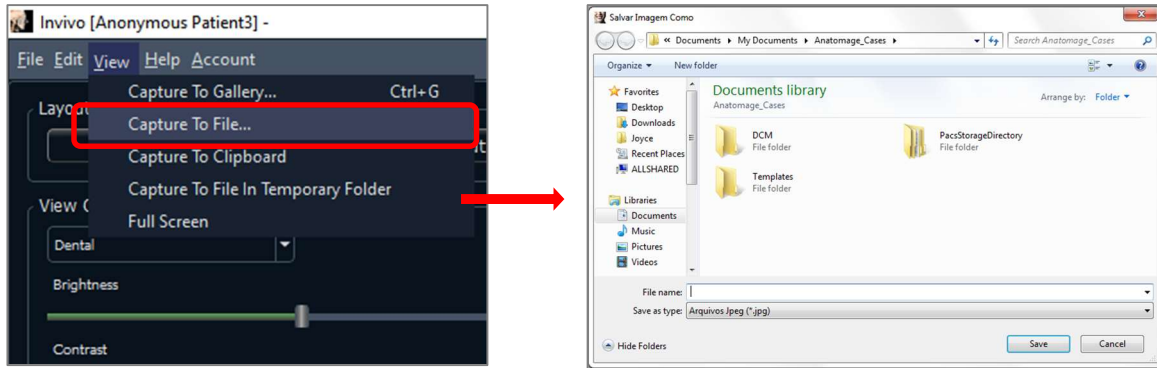 Invivo [Anonymous Patient3] -
File Edit View Help Account
Capture To Gallery... Ctrl+G
Layout
Capture To File...
Capture To Clipboard
Capture To File In Temporary Folder
View
Full Screen
Dental
Brightness
Contrast
Salvar Imagem Como
« Documents My Documents Anatomage_Cases
Search Anatomage_Cases
Organize New folder
Favorites
Desktop
Downloads
Joyce
Recent Places
ALLSHARED
Libraries
Documents
Music
Pictures
Videos
Documents library
Anatomage_Cases
Arrange by: Folder
DCM
File folder
PacsStorageDirectory
File folder
Templates
File folder
File name:
Save as type: Arquivos Jpeg (*.jpg)
Hide Folders
Save Cancel